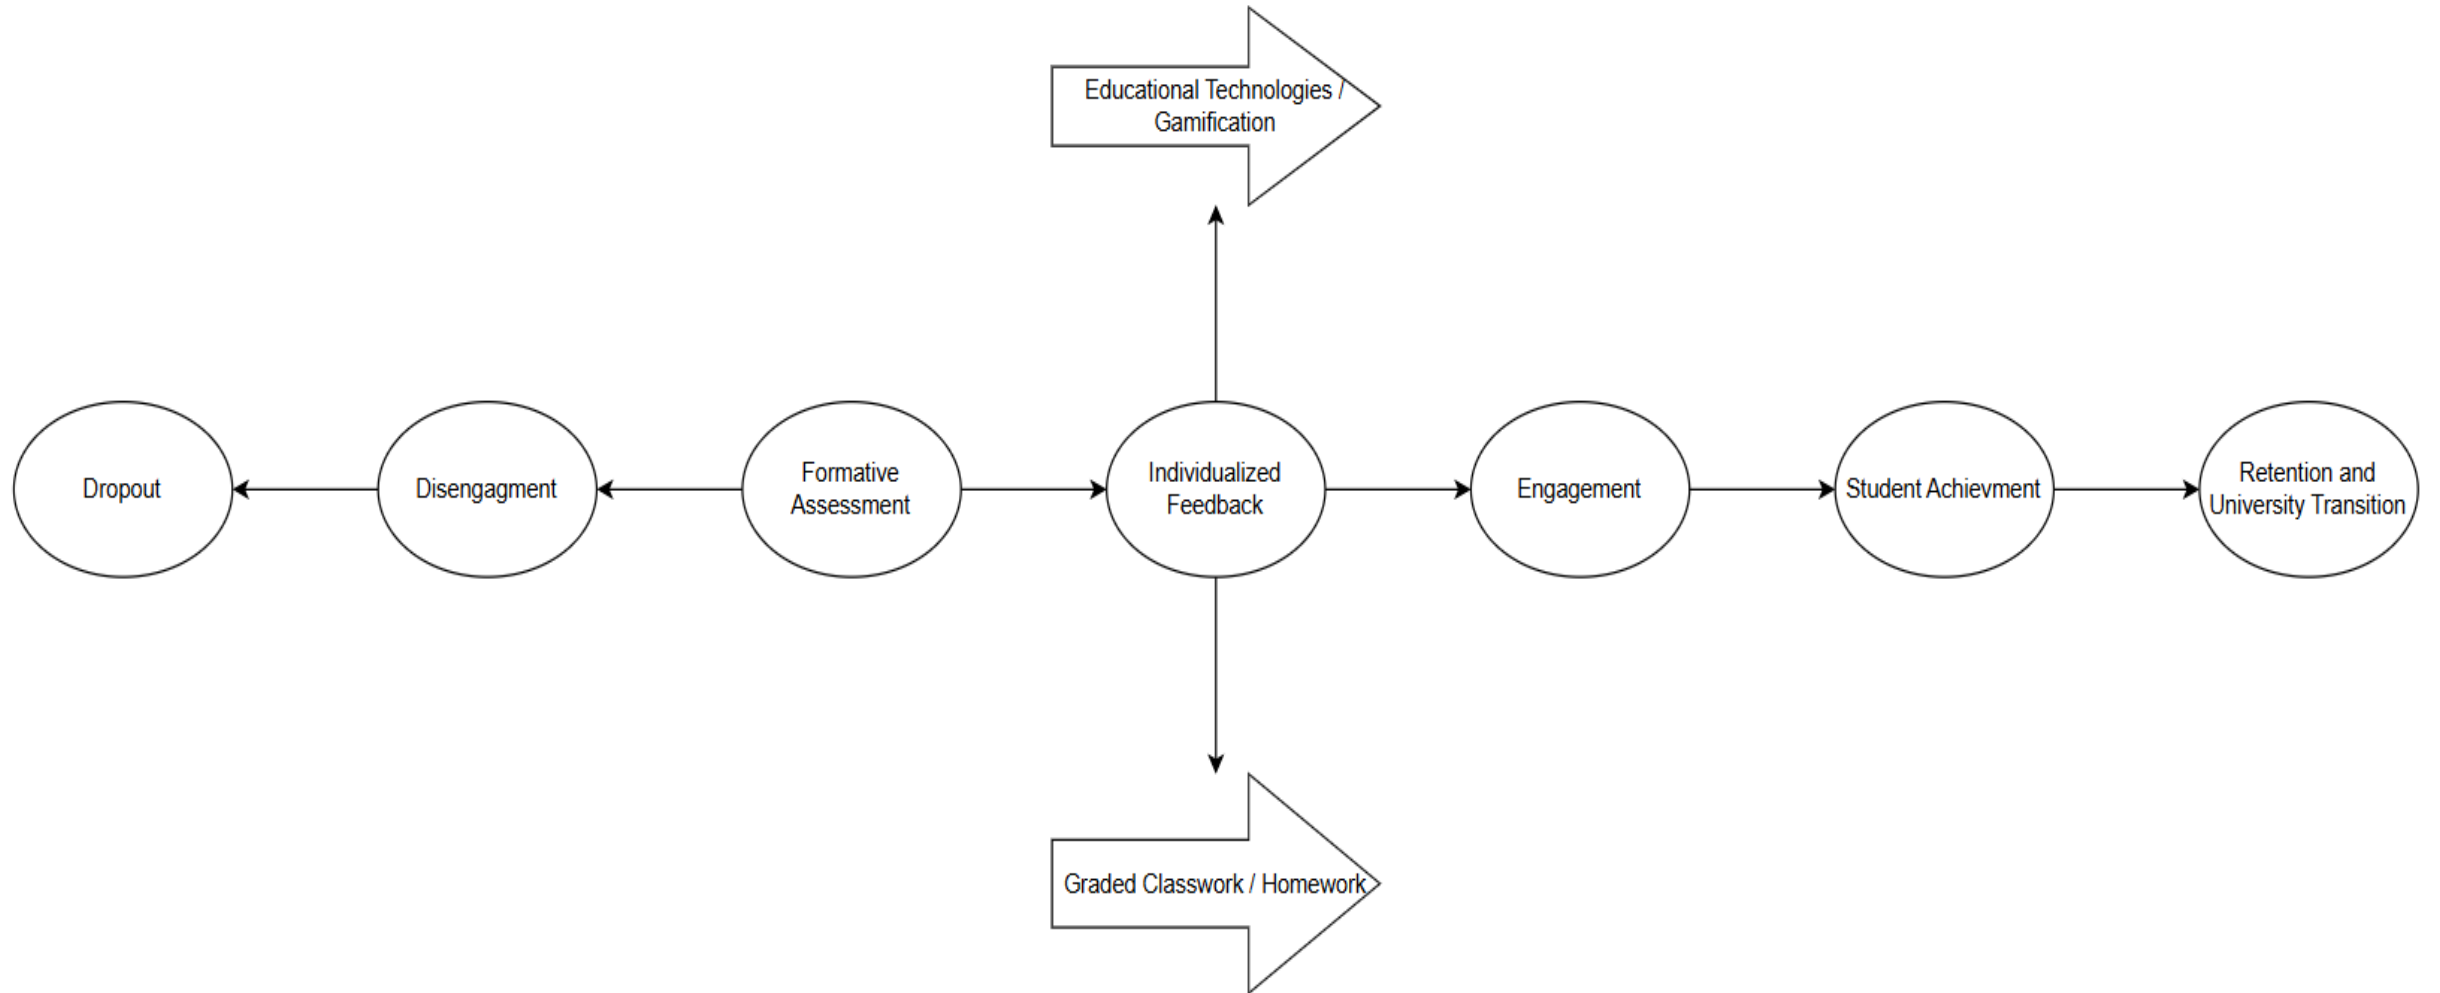 Educational Technologies /
Gamification
Dropout
Disengagment
Formative
Assessment
Individualized
Feedback
Engagement
Student Achievment
Retention and
University Transition
Graded Classwork / Homework